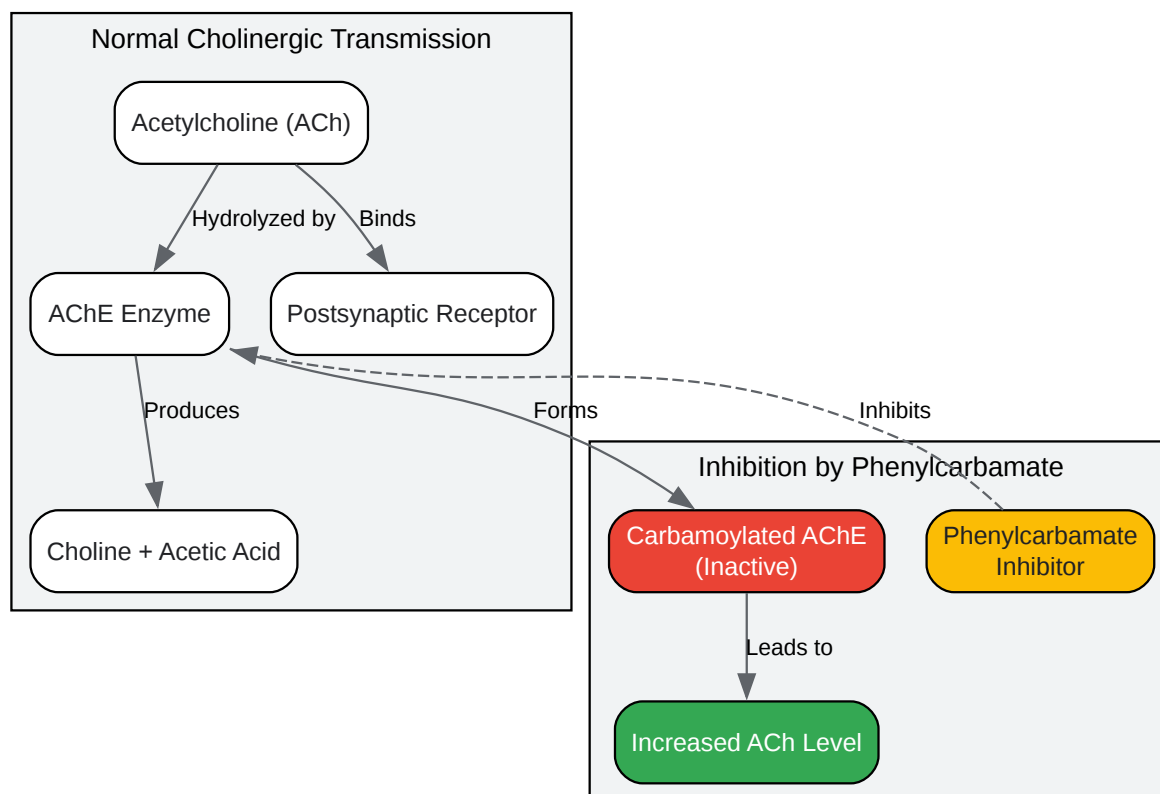 Normal Cholinergic Transmission
Acetylcholine (ACh)
Hydrolyzed by
Binds
AChE Enzyme
Postsynaptic Receptor
Produces
Forms
Inhibits
Choline + Acetic Acid
Inhibition by Phenylcarbamate
Carbamoylated AChE
(Inactive)
Phenylcarbamate
Inhibitor
Leads to
Increased ACh Level